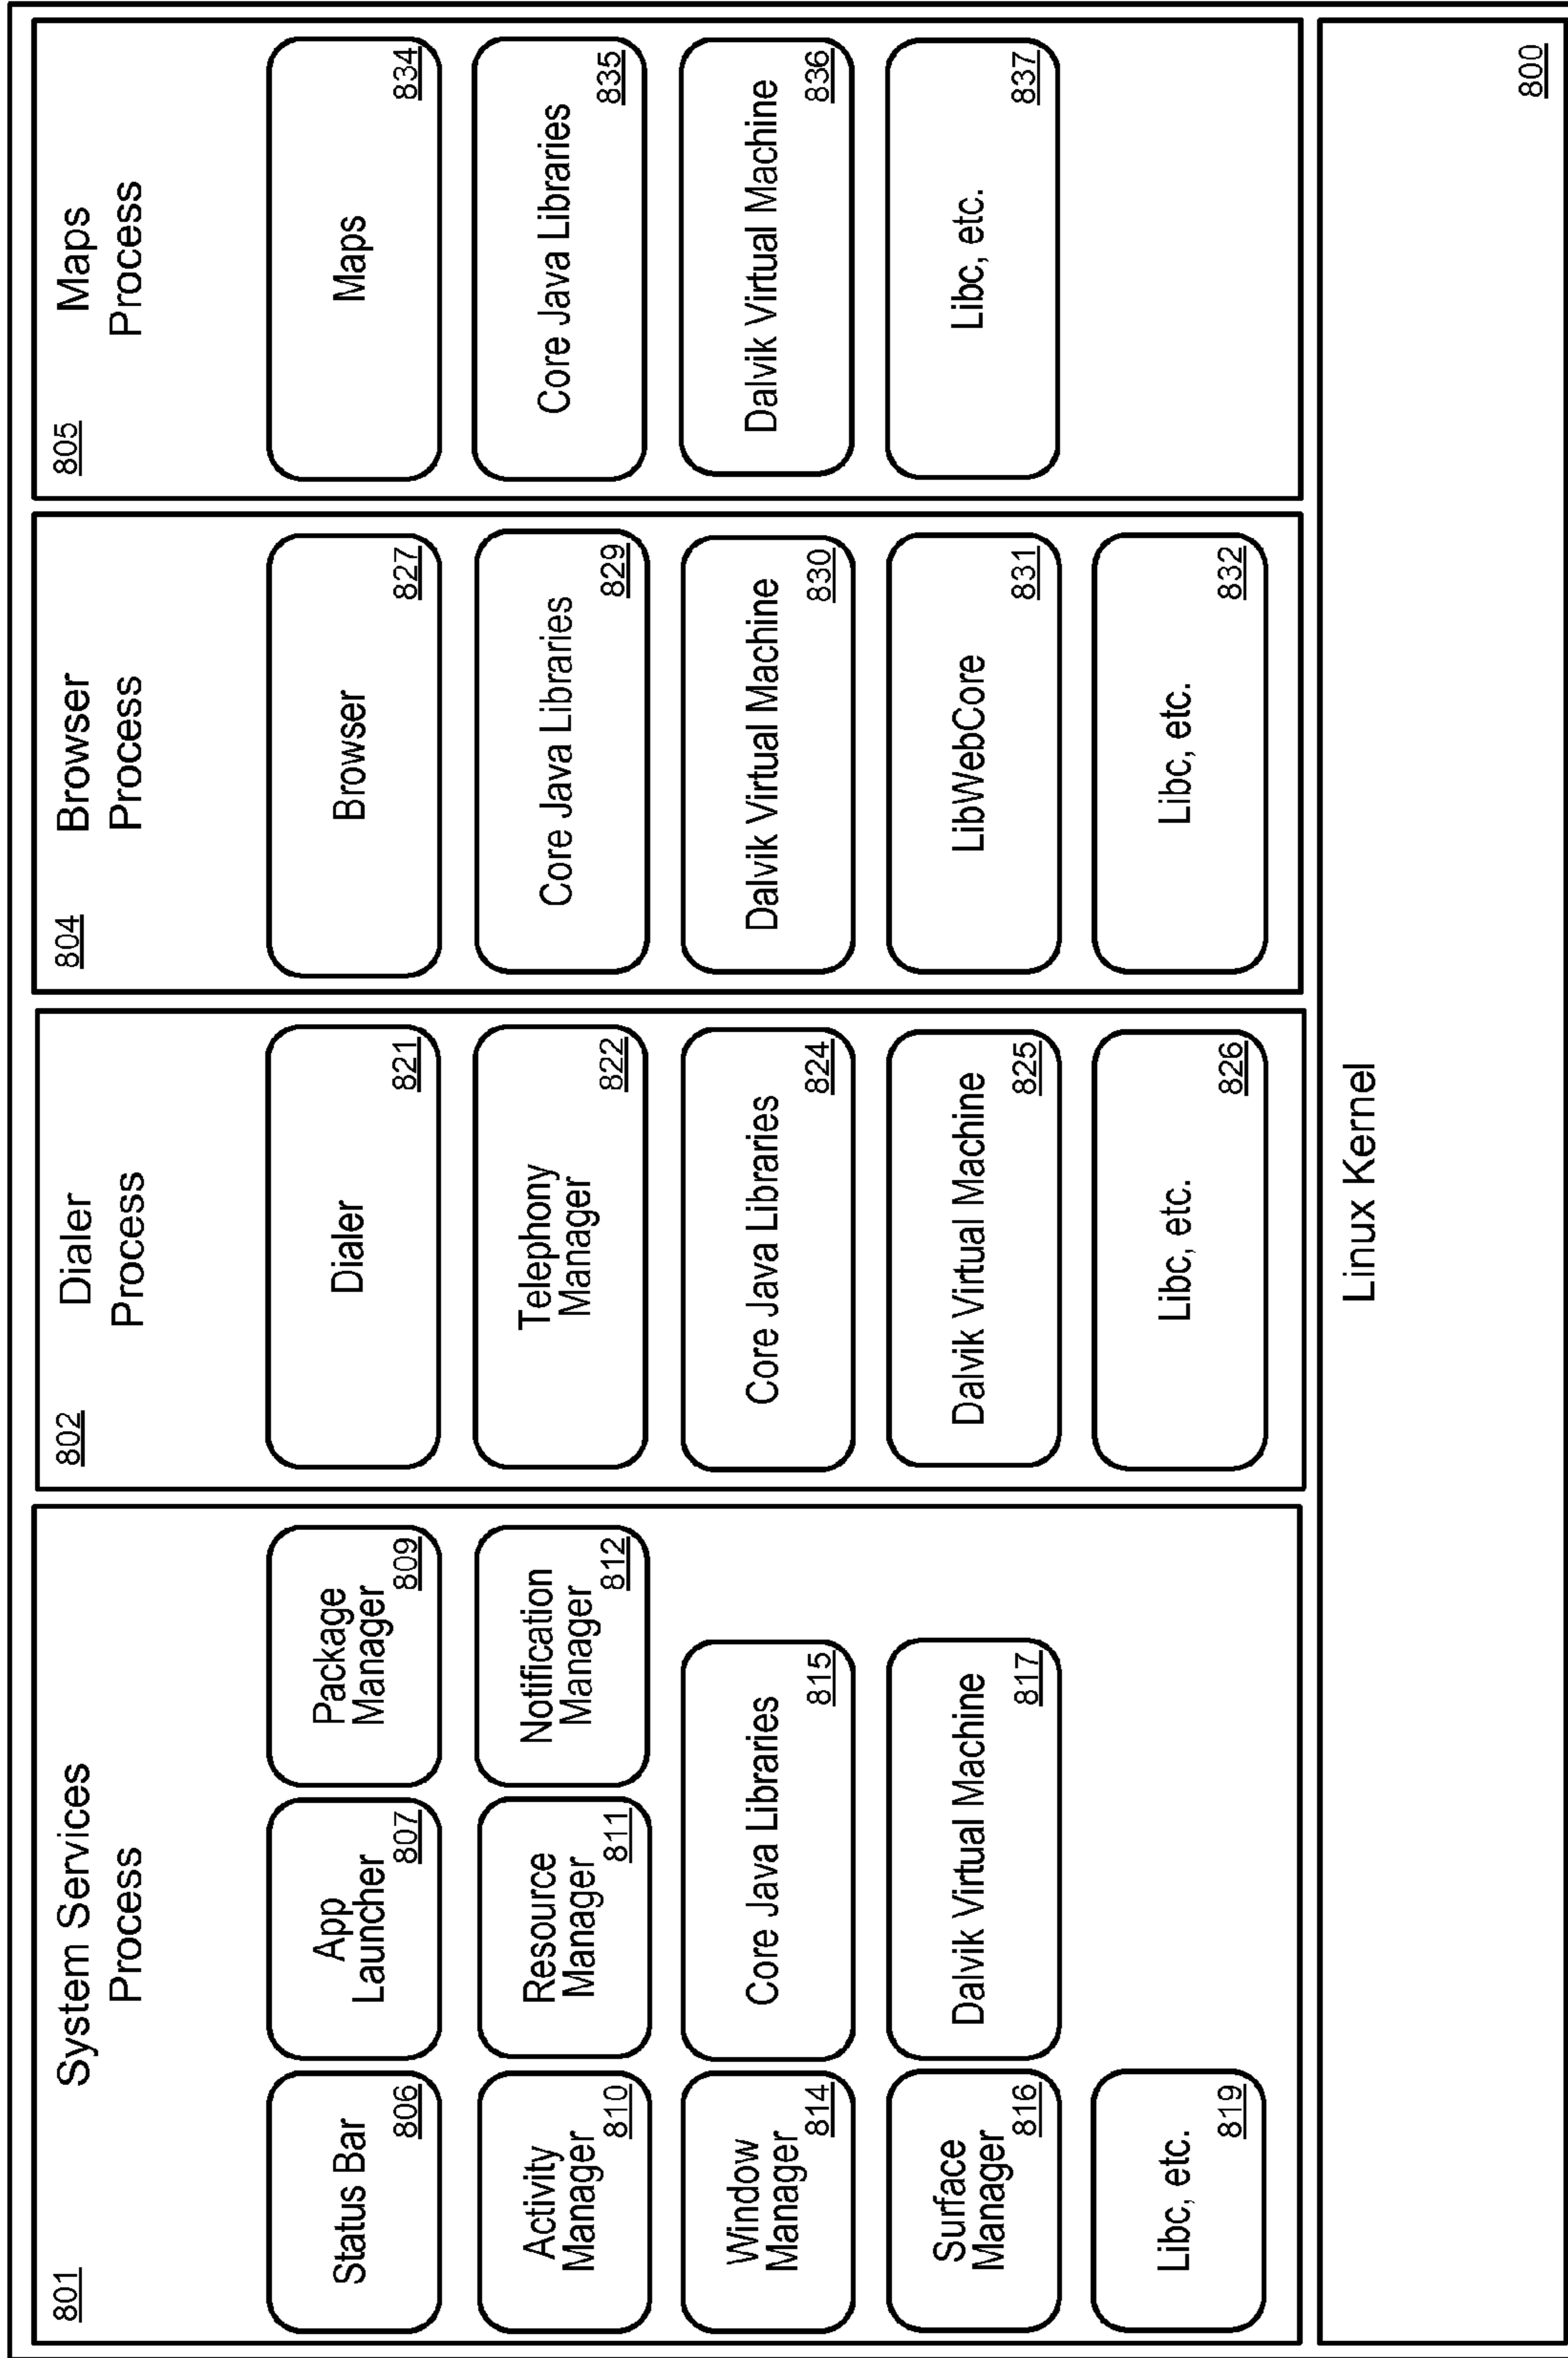 801
System Services
Process
Status Bar
806
App
Launcher
807
Package
Manager
809
Activity
Manager
810
Resource
Manager
811
Notification
Manager
812
Window
Manager
814
Core Java Libraries
815
Surface
Manager
816
Dalvik Virtual Machine
817
Libc, etc.
819
802
Dialer
Process
Dialer
821
Telephony
Manager
822
Core Java Libraries
824
Dalvik Virtual Machine
825
Libc, etc.
826
804
Browser
Process
Browser
827
Core Java Libraries
829
Dalvik Virtual Machine
830
LibWebCore
831
Libc, etc.
832
805
Maps
Process
Maps
834
Core Java Libraries
835
Dalvik Virtual Machine
836
Libc, etc.
837
Linux Kernel
800